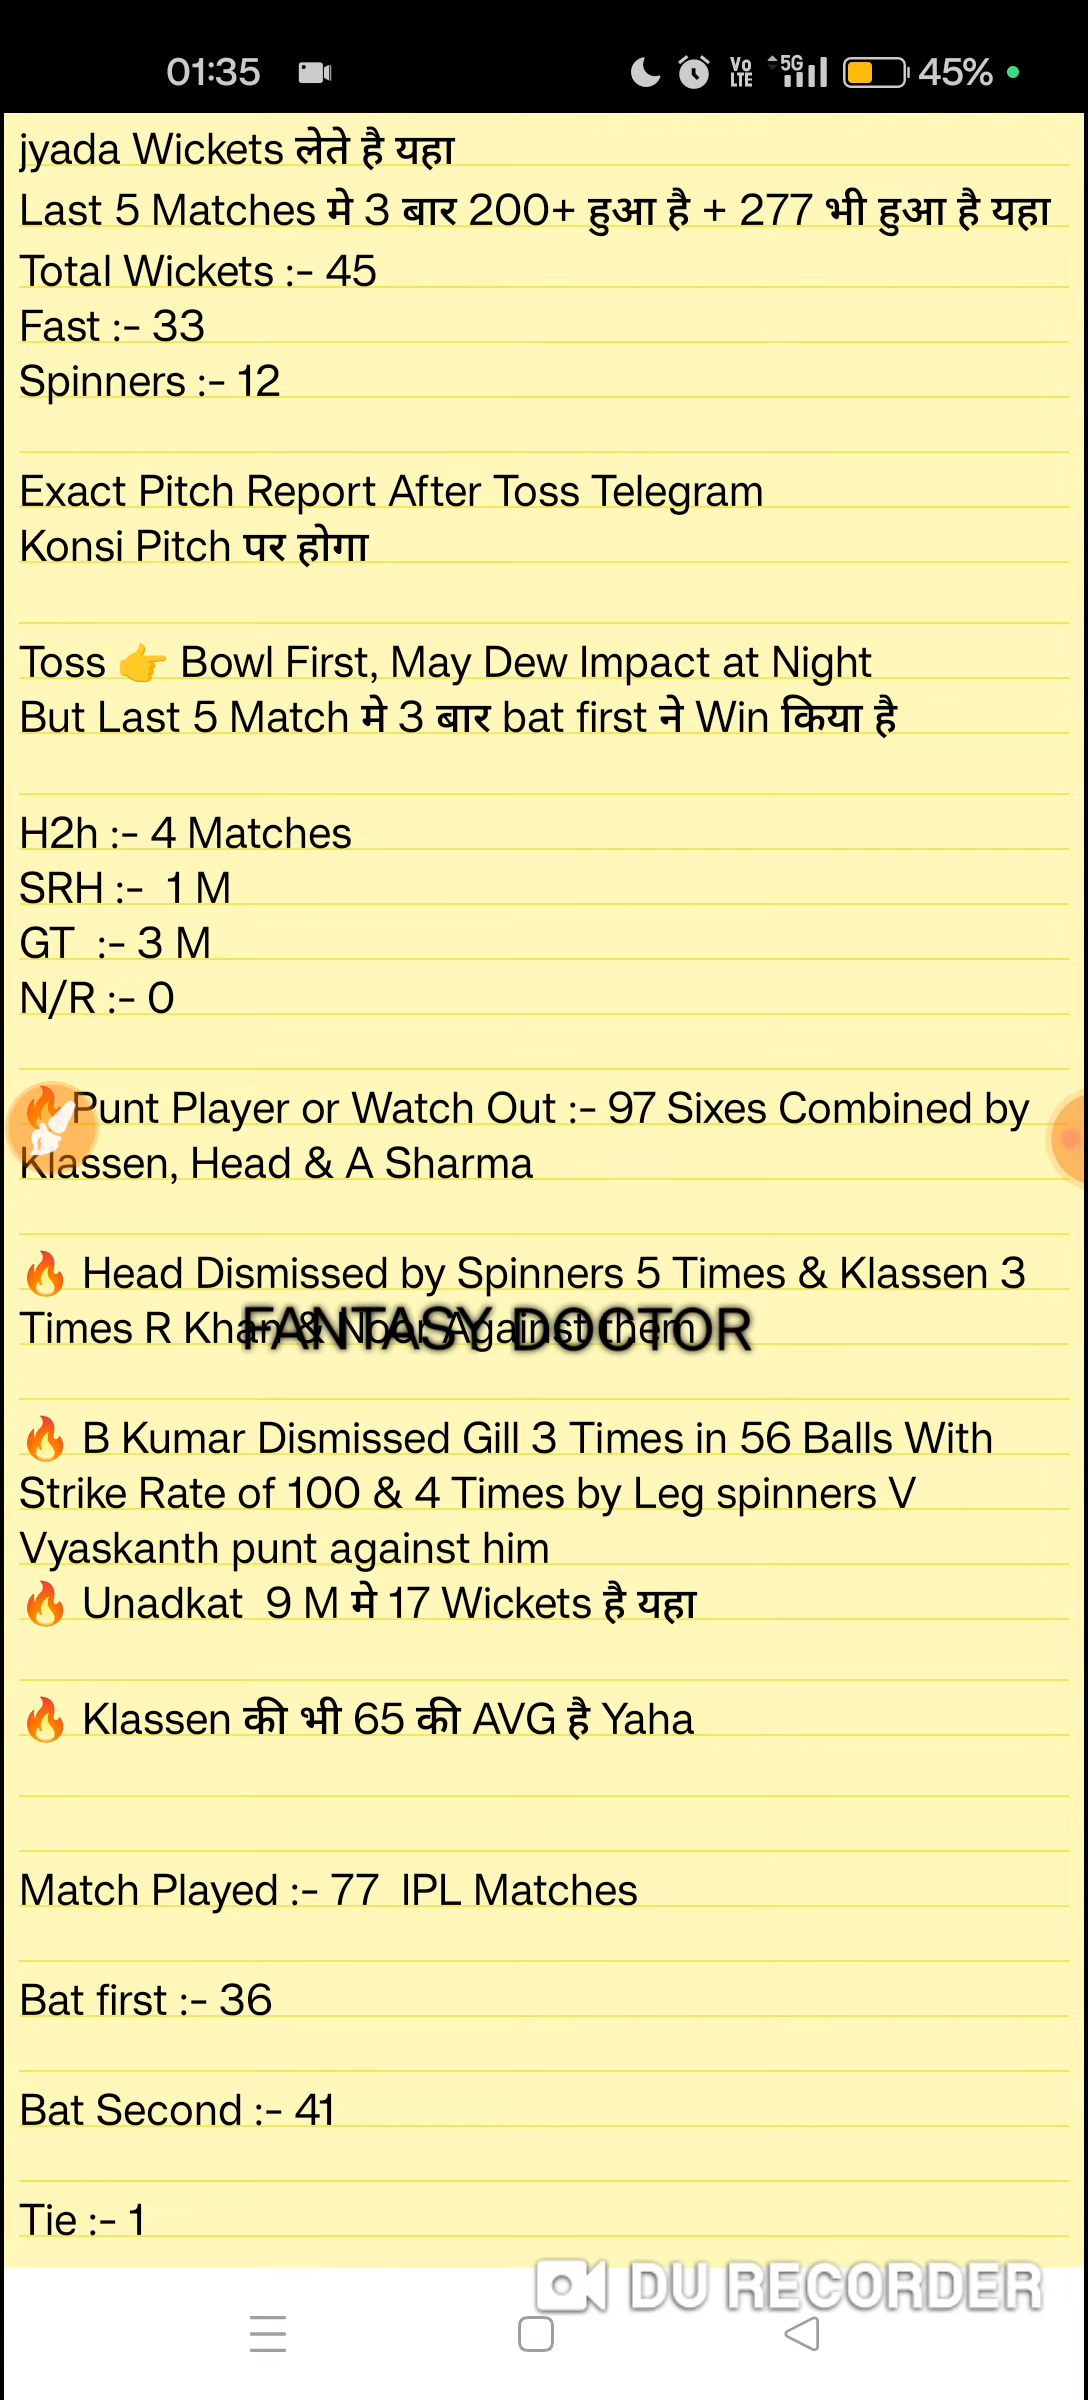 01:35
Vo LTE 5G 45%
jyada Wickets लेते है यहा
Last 5 Matches मे 3 बार 200+ हुआ है + 277 भी हुआ है यहा
Total Wickets :- 45
Fast :- 33
Spinners :- 12
Exact Pitch Report After Toss Telegram
Konsi Pitch पर होगा
Toss 👉 Bowl First, May Dew Impact at Night
But Last 5 Match मे 3 बार bat first ने Win किया है
H2h :- 4 Matches
SRH :- 1 M
GT :- 3 M
N/R :- 0
🔥 Punt Player or Watch Out :- 97 Sixes Combined by
Klassen, Head & A Sharma
🔥 Head Dismissed by Spinners 5 Times & Klassen 3
Times R Khan & Noor Against them
FANTASY DOCTOR
🔥 B Kumar Dismissed Gill 3 Times in 56 Balls With
Strike Rate of 100 & 4 Times by Leg spinners V
Vyaskanth punt against him
🔥 Unadkat 9 M मे 17 Wickets है यहा
🔥 Klassen की भी 65 की AVG है Yaha
Match Played :- 77 IPL Matches
Bat first :- 36
Bat Second :- 41
Tie :- 1
DU RECORDER